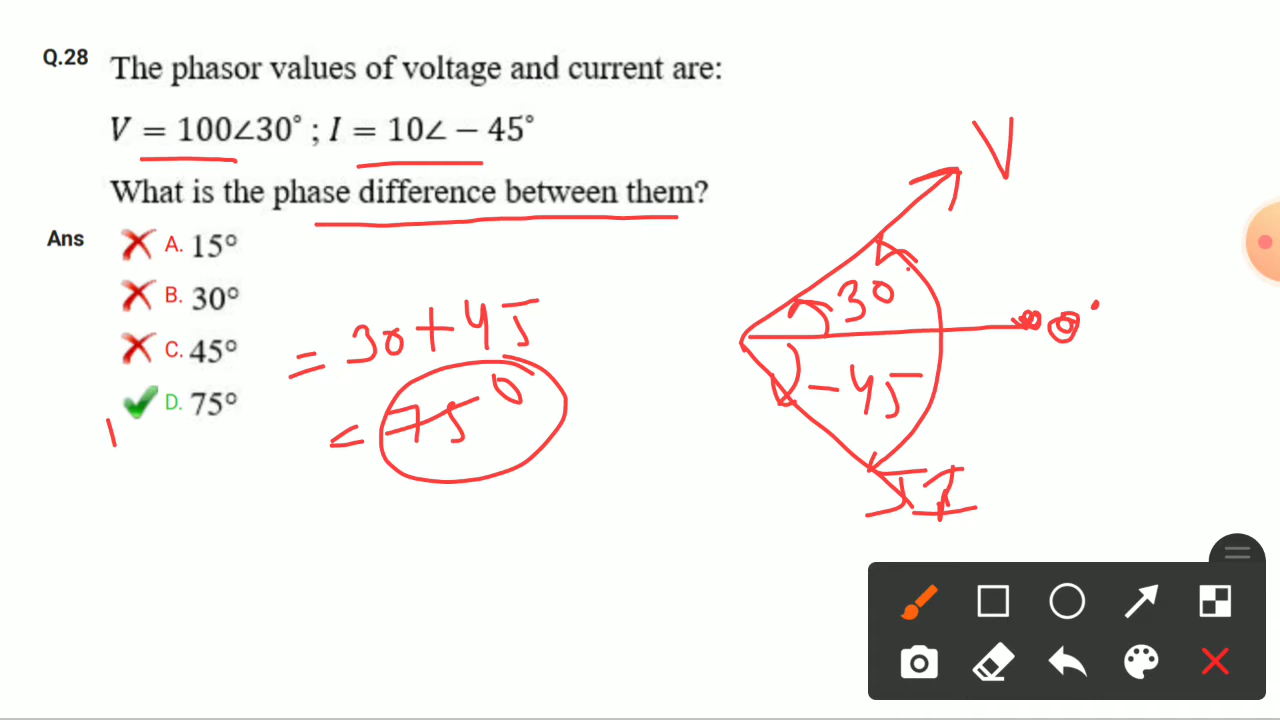 Q.28 The phasor values of voltage and current are:
V = 100∠30° ; I = 10∠ − 45°
What is the phase difference between them?
Ans A. 15°
B. 30°
C. 45°
D. 75°
= 30+45
= 75°
V
30
0°
-45
I